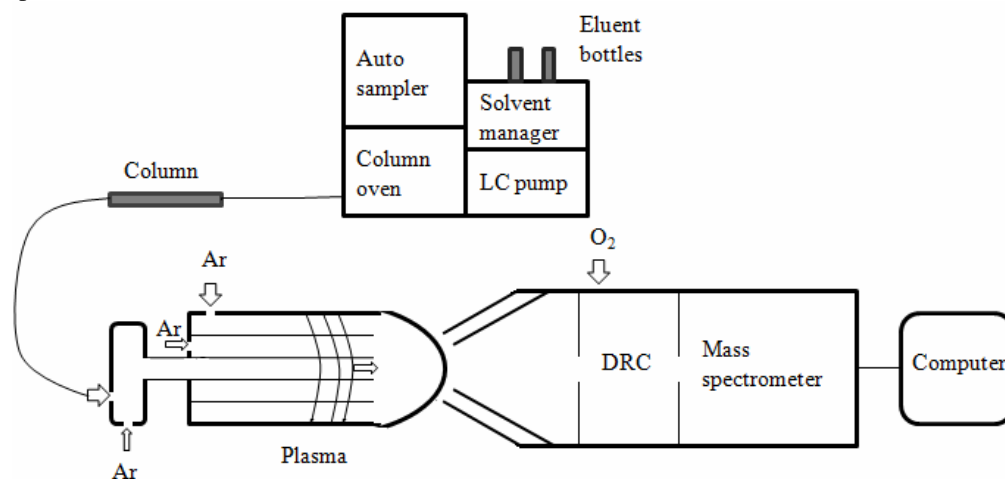 Eluent
bottles
Auto
sampler
Solvent
manager
Column
oven
LC pump
Column
O₂
Ar
Ar
DRC
Mass
spectrometer
Computer
Plasma
Ar